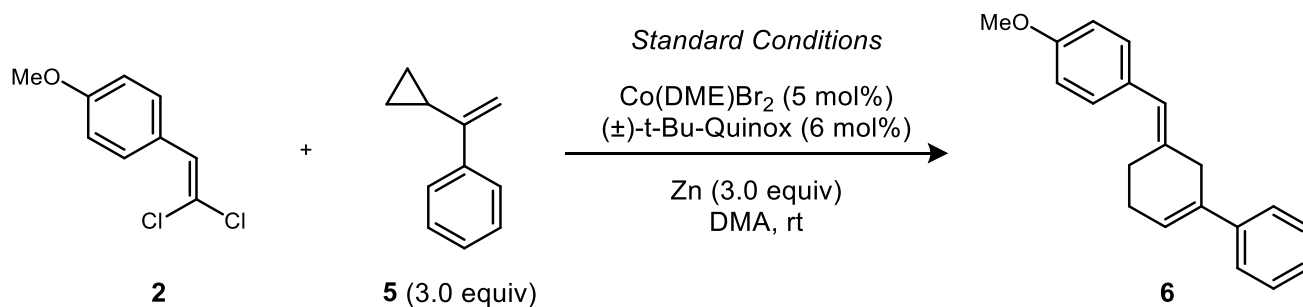 Standard Conditions
Co(DME)Br₂ (5 mol%)
(±)-t-Bu-Quinox (6 mol%)
Zn (3.0 equiv)
DMA, rt
MeO
Cl Cl
2
+
5 (3.0 equiv)
MeO
6